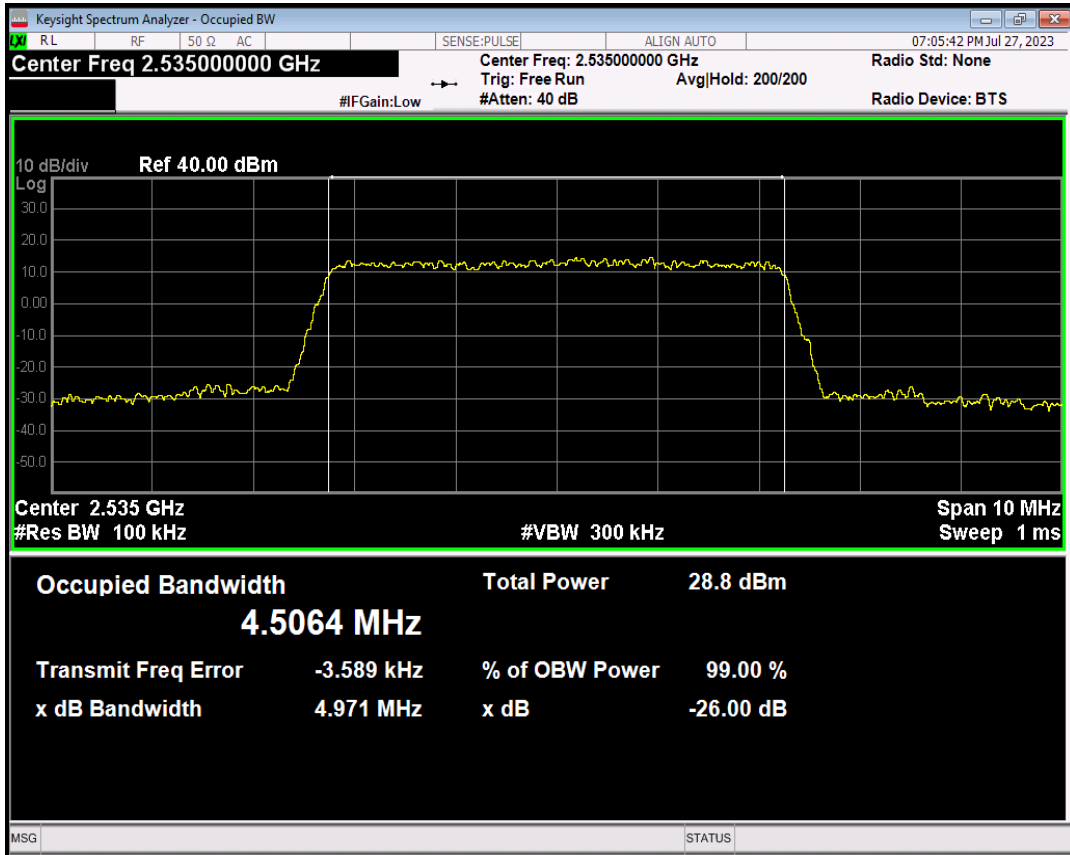 Keysight Spectrum Analyzer - Occupied BW
LXI RL RF 50 Ω AC SENSE:PULSE ALIGN AUTO 07:05:42 PM Jul 27, 2023
Center Freq 2.535000000 GHz Center Freq: 2.535000000 GHz Radio Std: None
Trig: Free Run Avg|Hold: 200/200
#IFGain:Low #Atten: 40 dB Radio Device: BTS
10 dB/div Ref 40.00 dBm
Log
30.0
20.0
10.0
0.00
-10.0
-20.0
-30.0
-40.0
-50.0
Center 2.535 GHz Span 10 MHz
#Res BW 100 kHz #VBW 300 kHz Sweep 1 ms
Occupied Bandwidth Total Power 28.8 dBm
4.5064 MHz
Transmit Freq Error -3.589 kHz % of OBW Power 99.00 %
x dB Bandwidth 4.971 MHz x dB -26.00 dB
MSG STATUS